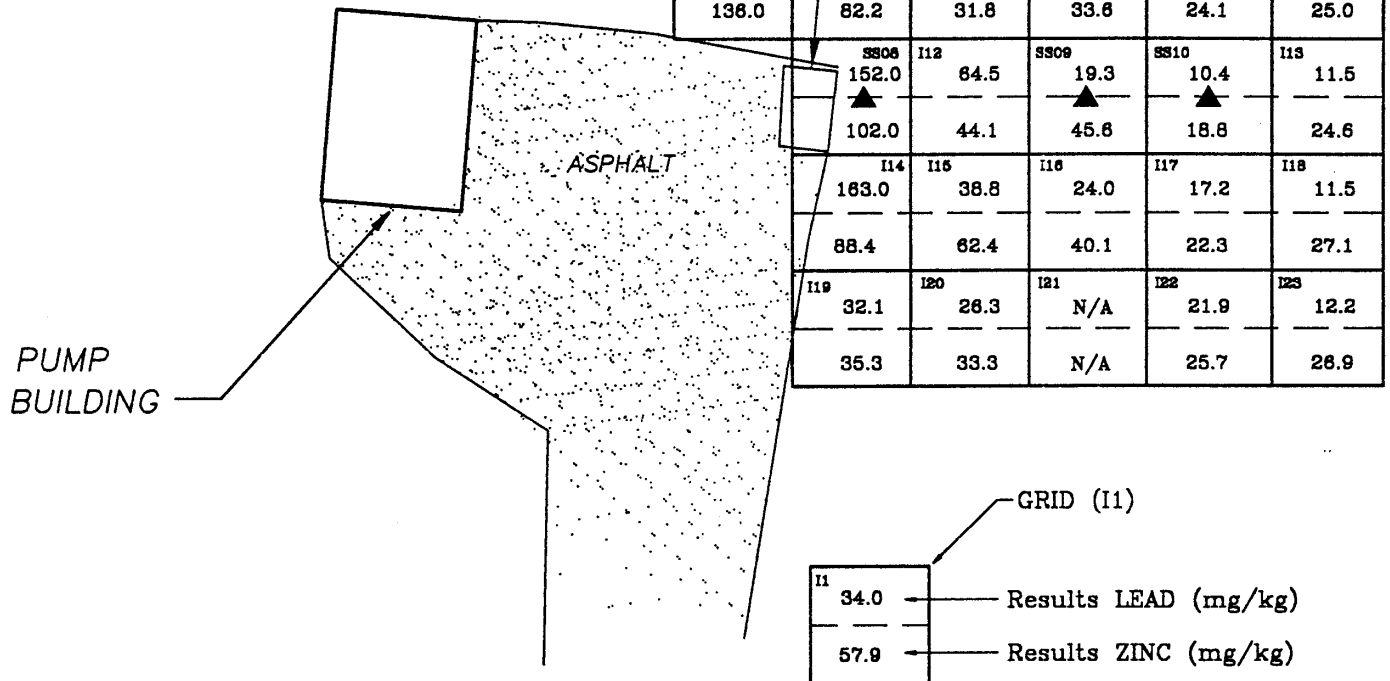 136.0 82.2 31.8 33.6 24.1 25.0
SS08 I12 SS09 SS10 I13
152.0 64.5 19.3 10.4 11.5
102.0 44.1 45.6 18.8 24.6
ASPHALT
I14 I15 I16 I17 I18
163.0 38.8 24.0 17.2 11.5
88.4 62.4 40.1 22.3 27.1
I19 I20 I21 I22 I23
32.1 26.3 N/A 21.9 12.2
35.3 33.3 N/A 25.7 26.9
PUMP
BUILDING
GRID (I1)
I1
34.0 Results LEAD (mg/kg)
57.9 Results ZINC (mg/kg)